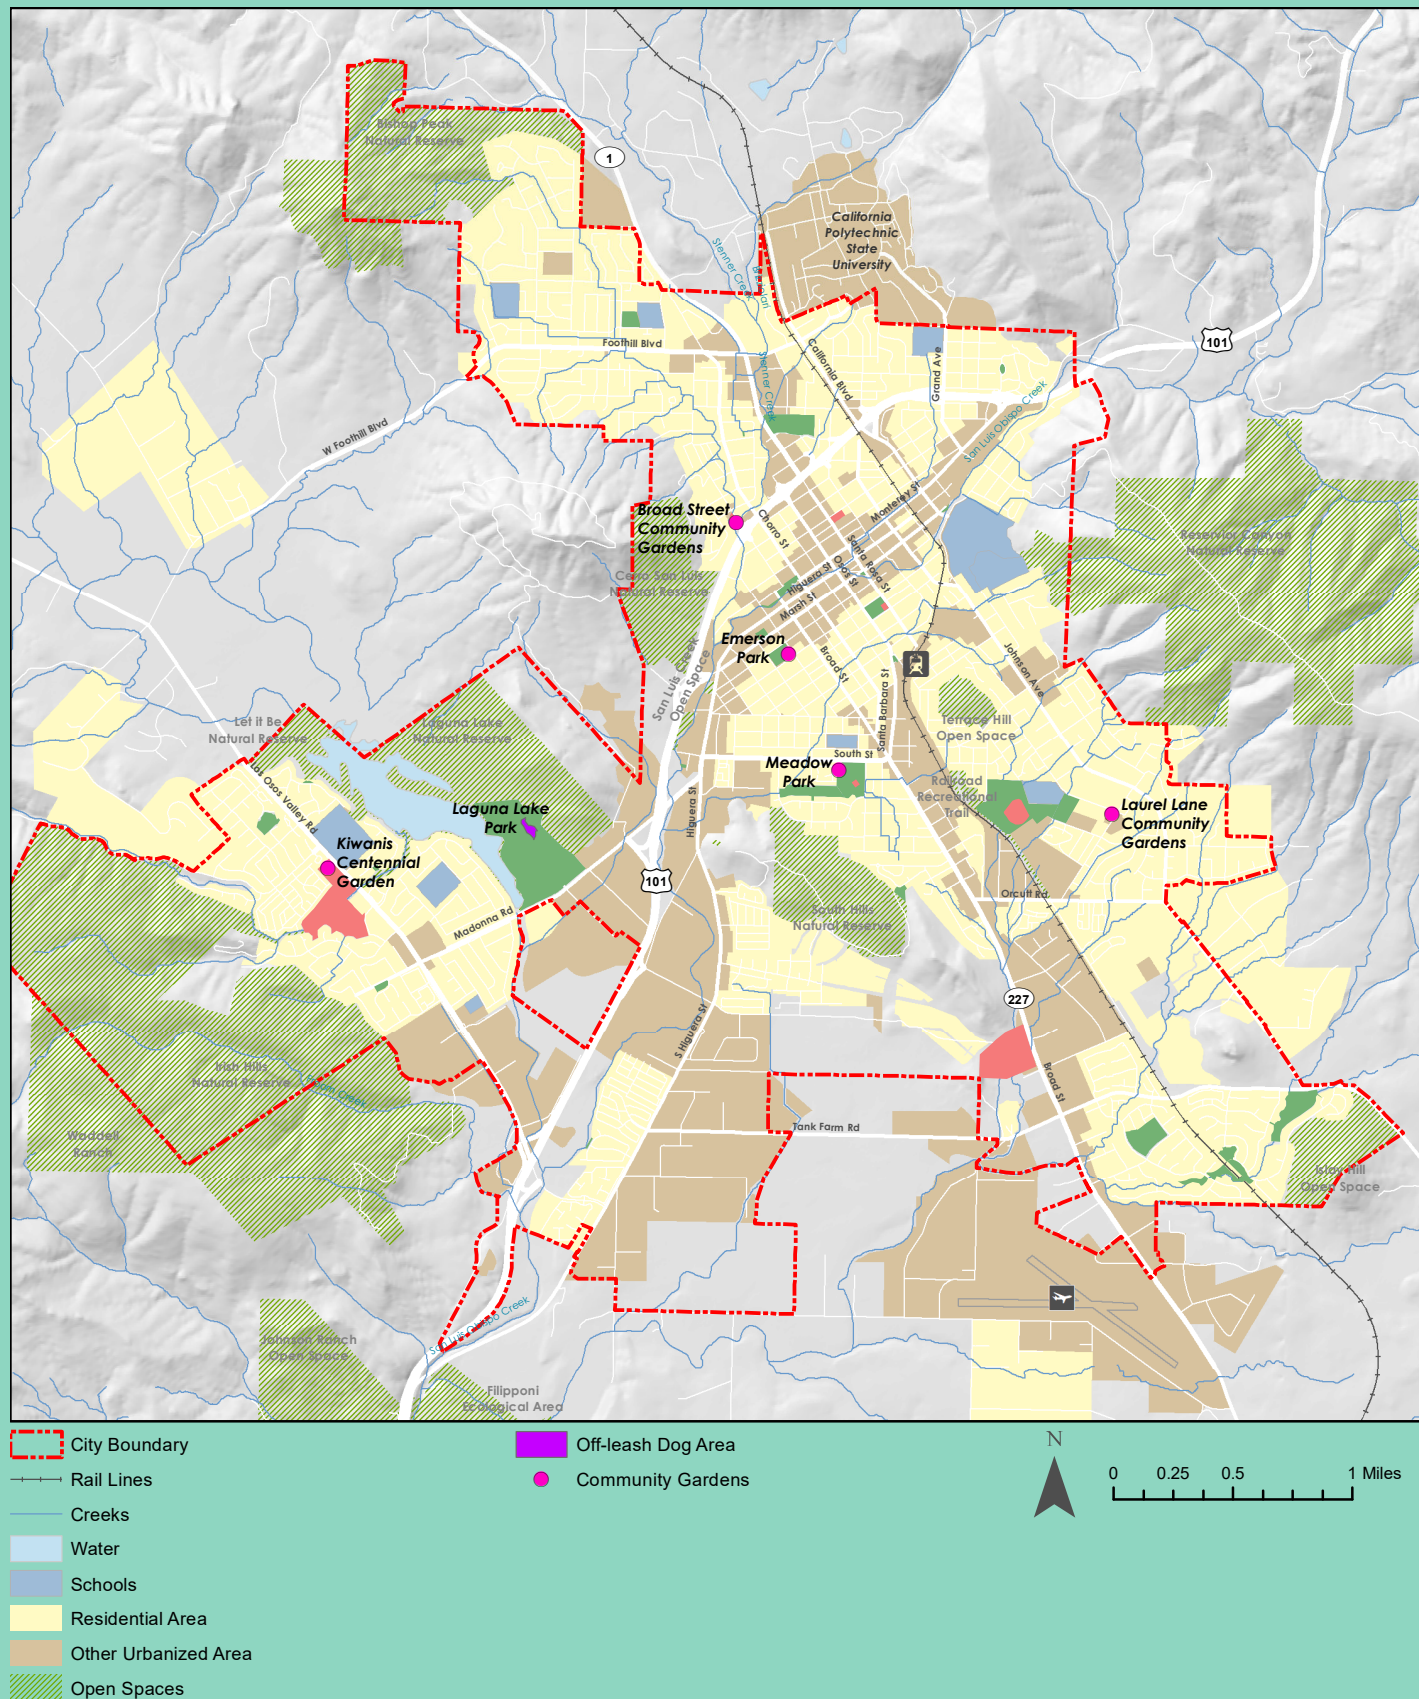 Bishop Peak
Natural Reserve
1
California
Polytechnic
State
University
Stenner Creek
Brizziolari
Foothill Blvd
Stenner Creek
California Blvd
Grand Ave
101
San Luis Obispo Creek
W Foothill Blvd
Broad Street
Community
Gardens
Chorro St
Monterey St
Santa Rosa St
Osos St
Higuera St
Marsh St
Reservior Canyon
Natural Reserve
Cerro San Luis
Natural Reserve
Emerson
Park
Broad St
Johnson Ave
San Luis Creek
Open Space
Santa Barbara St
Terrace Hill
Open Space
Let it Be
Natural Reserve
Laguna Lake
Natural Reserve
South St
Meadow
Park
Railroad
Recreational
Trail
Laurel Lane
Community
Gardens
Los Osos Valley Rd
Laguna Lake
Park
Higuera St
Kiwanis
Centennial
Garden
101
Orcutt Rd
Madonna Rd
South Hills
Natural Reserve
227
S Higuera St
Irish Hills
Natural Reserve
Froom Creek
Broad St
Tank Farm Rd
Waddell
Ranch
Islay Hill
Open Space
San Luis Obispo Creek
Johnson Ranch
Open Space
Filipponi
Ecological Area
City Boundary
Rail Lines
Creeks
Water
Schools
Residential Area
Other Urbanized Area
Open Spaces
Off-leash Dog Area
Community Gardens
N
0 0.25 0.5 1 Miles